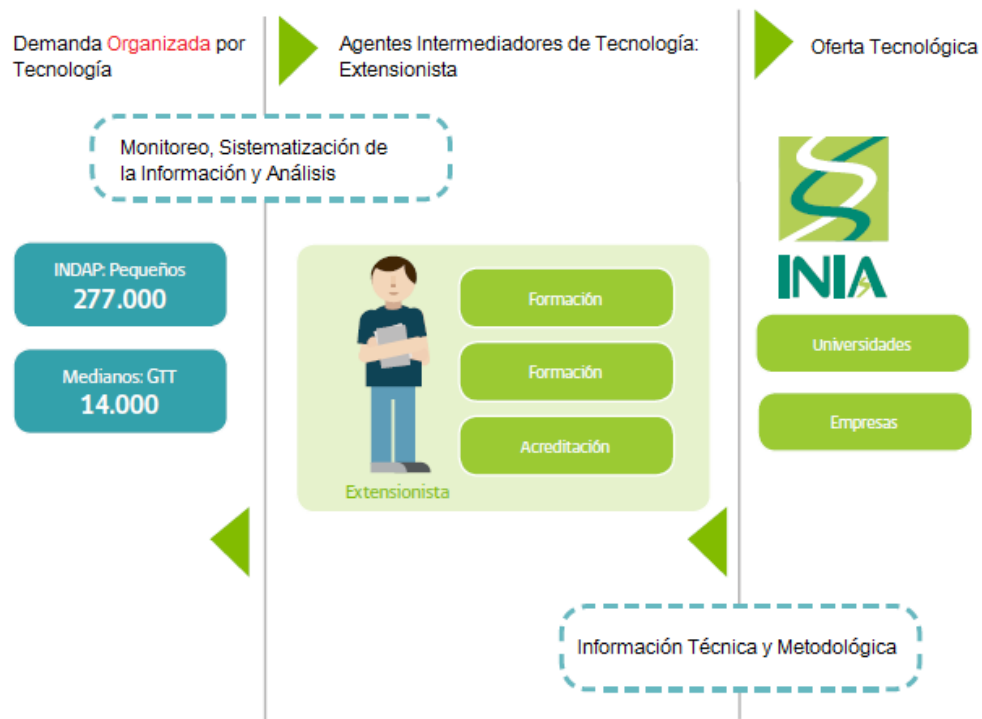 Demanda Organizada por
Tecnología
Agentes Intermediadores de Tecnología:
Extensionista
Oferta Tecnológica
Monitoreo, Sistematización de
la Información y Análisis
INDAP: Pequeños
277.000
Medianos: GTT
14.000
Formación
Formación
Acreditación
Extensionista
INIA
Universidades
Empresas
Información Técnica y Metodológica